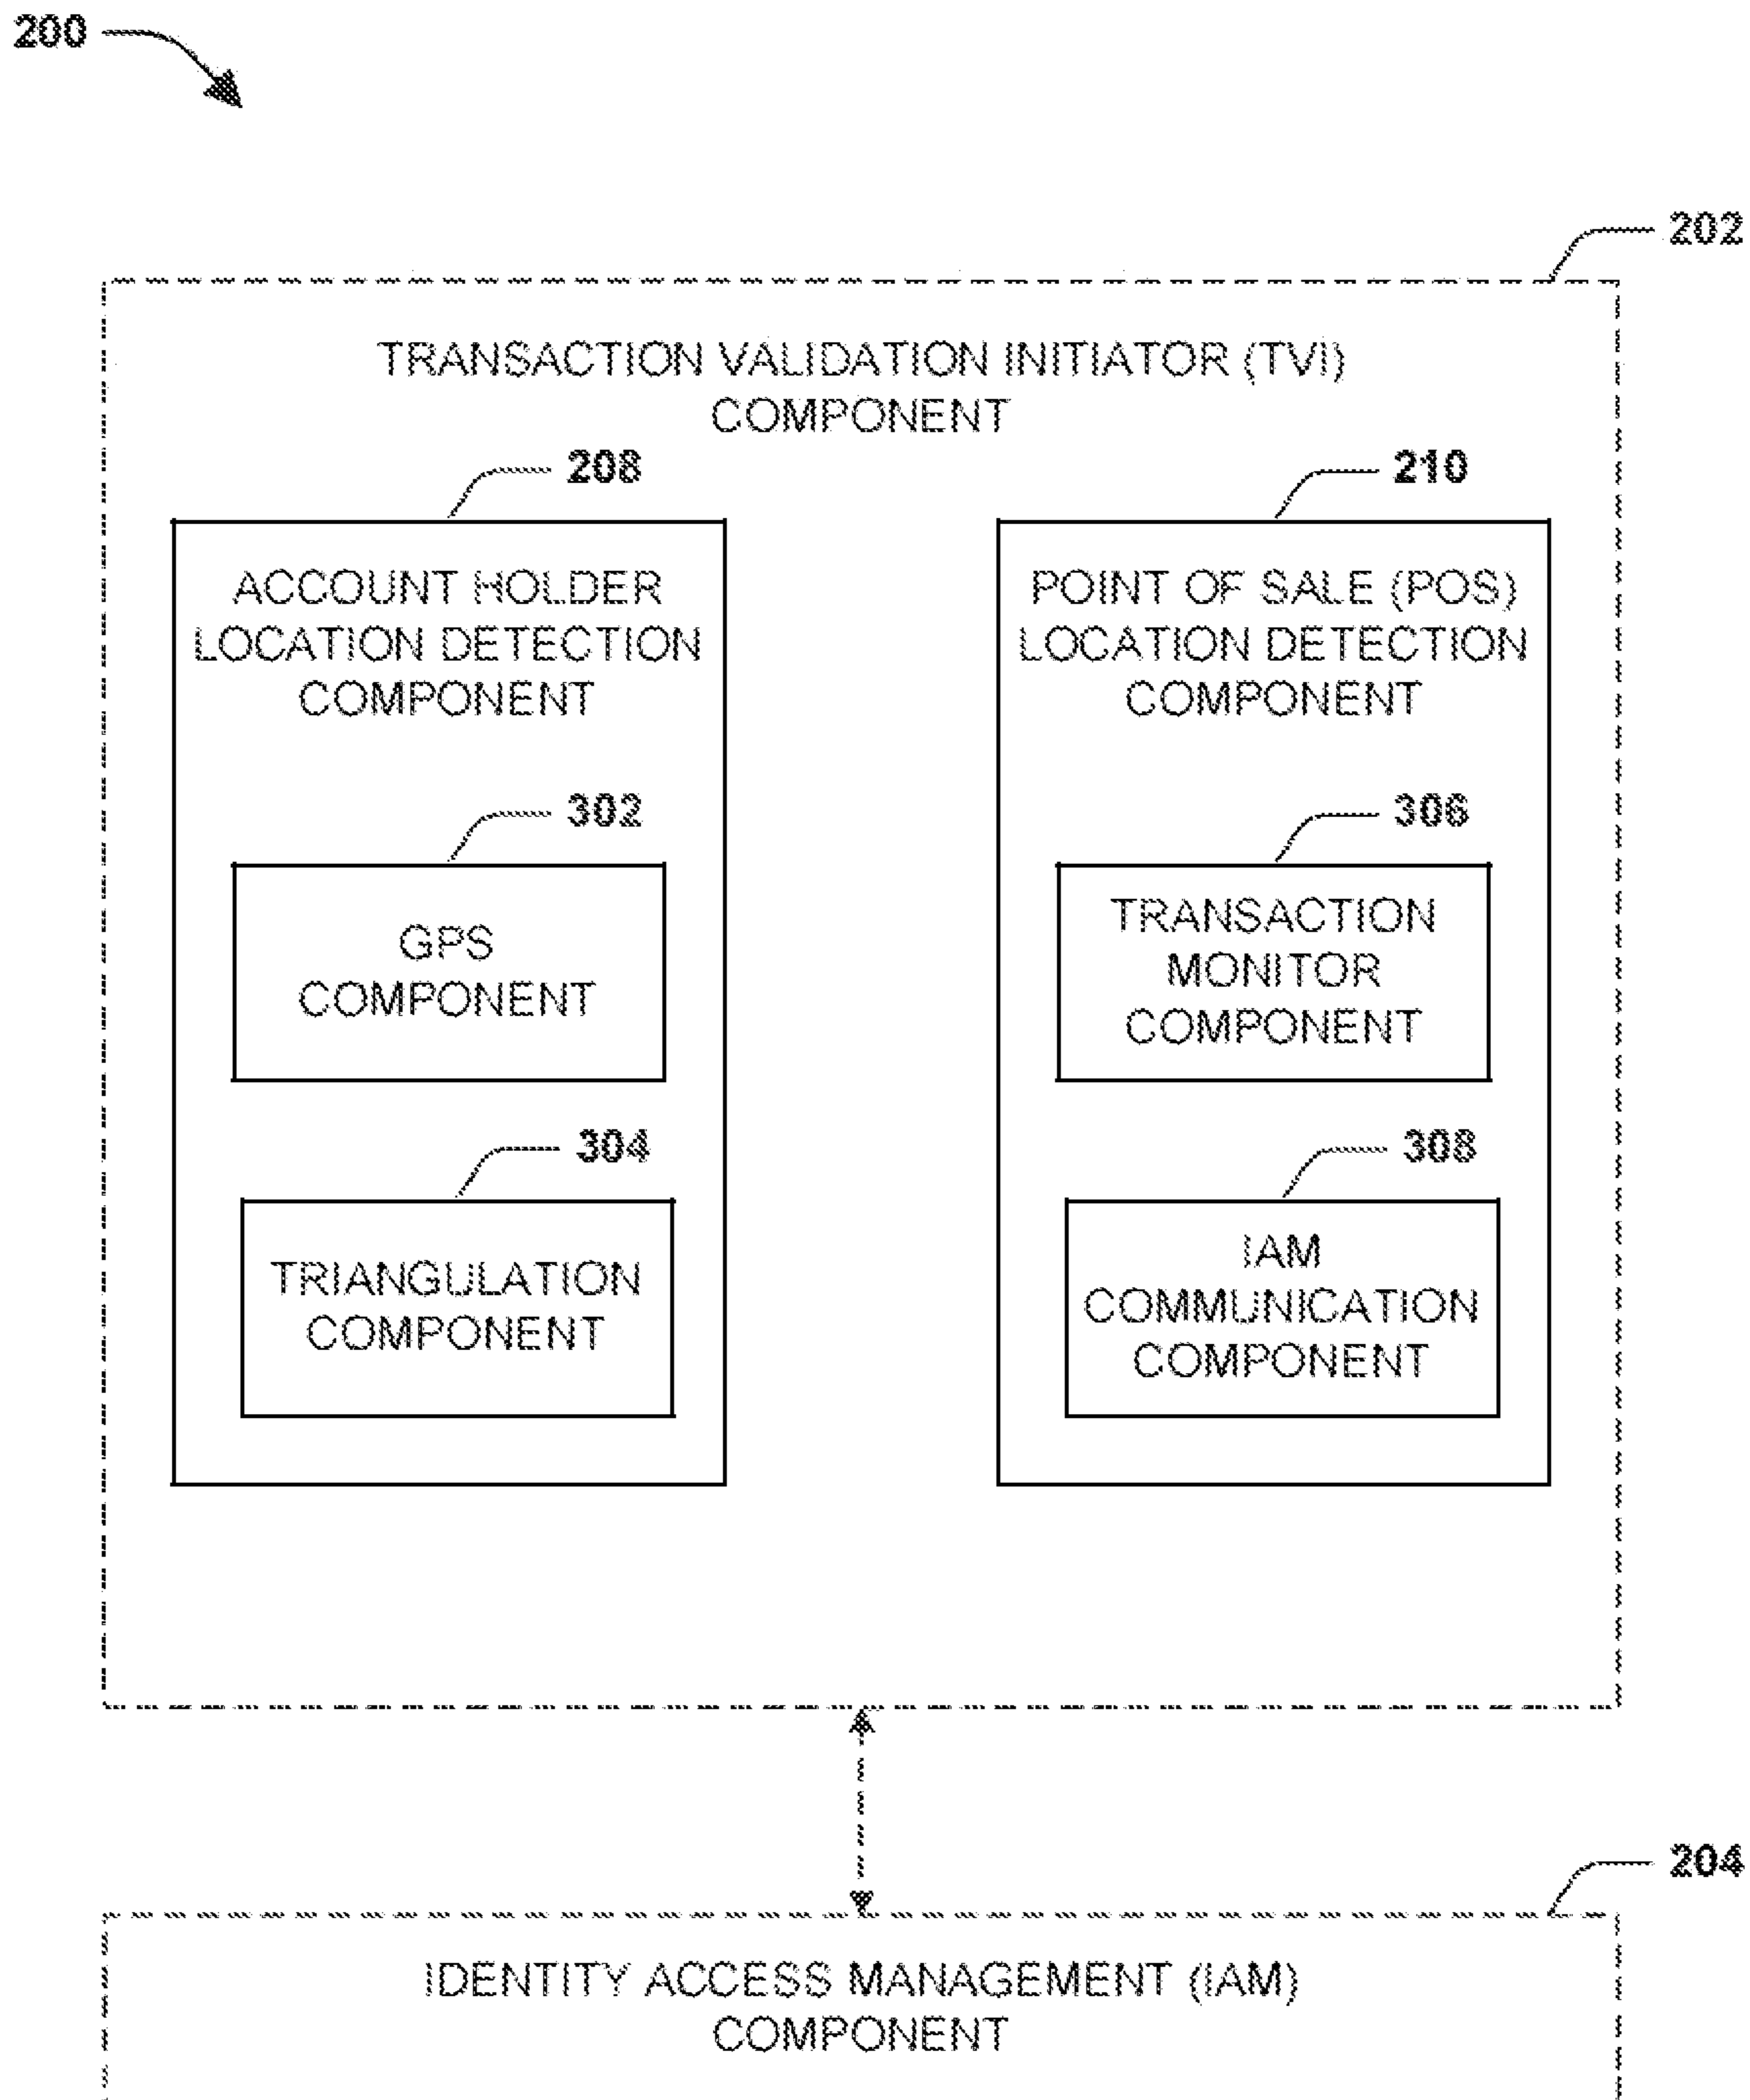 200
202
TRANSACTION VALIDATION INITIATOR (TVI)
COMPONENT
208
210
ACCOUNT HOLDER
LOCATION DETECTION
COMPONENT
POINT OF SALE (POS)
LOCATION DETECTION
COMPONENT
302
306
GPS
COMPONENT
TRANSACTION
MONITOR
COMPONENT
304
308
TRIANGULATION
COMPONENT
IAM
COMMUNICATION
COMPONENT
204
IDENTITY ACCESS MANAGEMENT (IAM)
COMPONENT